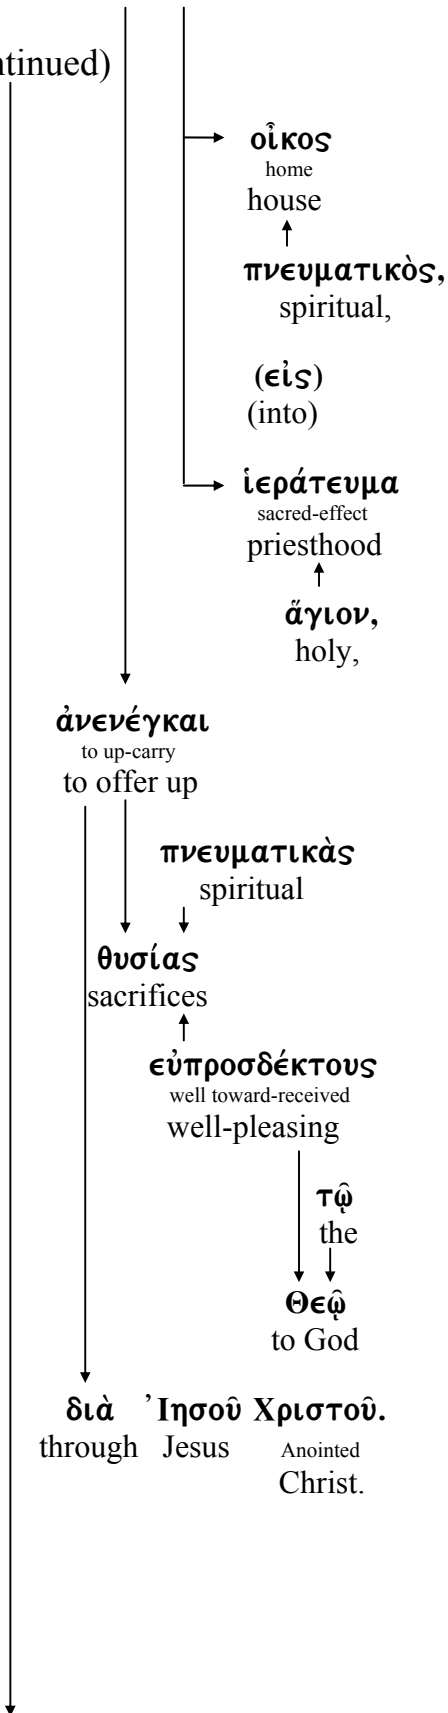 ntinued)
οἶκος
home
house
πνευματικὸς,
spiritual,
(εἰς)
(into)
ἱεράτευμα
sacred-effect
priesthood
ἅγιον,
holy,
ἀνενέγκαι
to up-carry
to offer up
πνευματικὰς
spiritual
θυσίας
sacrifices
εὐπροσδέκτους
well toward-received
well-pleasing
τῷ
the
Θεῷ
to God
διὰ Ἰησοῦ Χριστοῦ.
through Jesus Anointed
Christ.